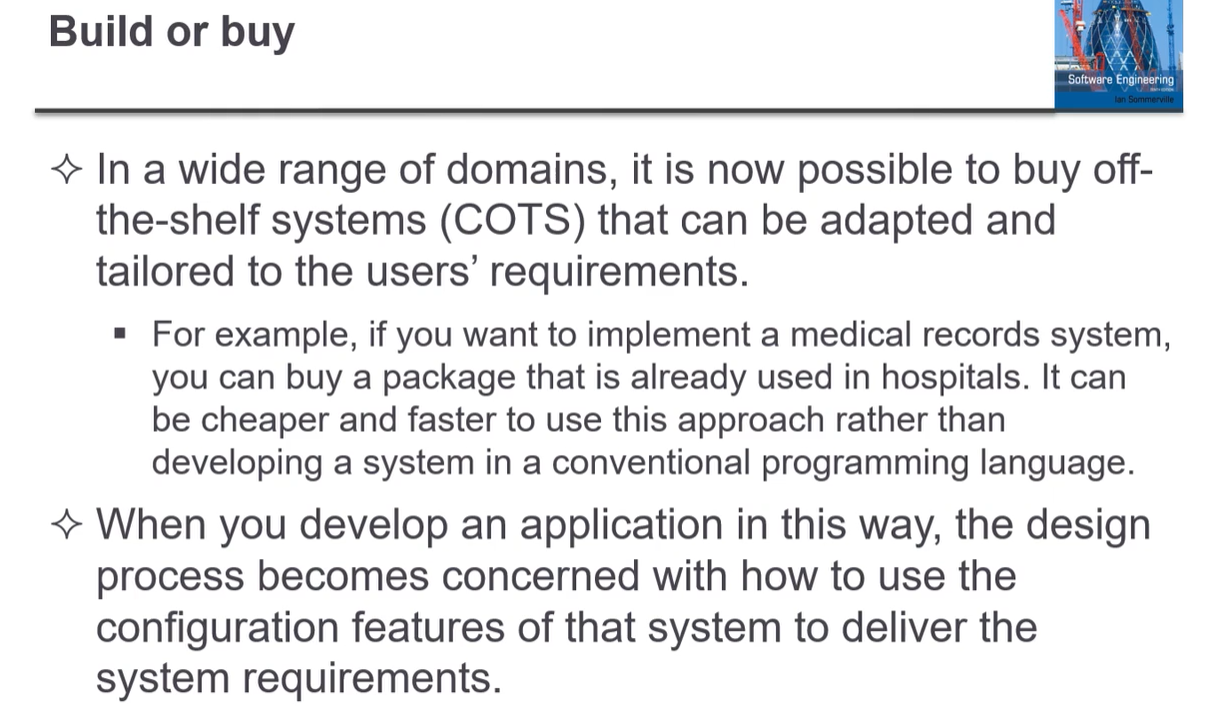 Build or buy
Software Engineering
Ian Sommerville
✧ In a wide range of domains, it is now possible to buy off-
the-shelf systems (COTS) that can be adapted and
tailored to the users’ requirements.
▪ For example, if you want to implement a medical records system,
you can buy a package that is already used in hospitals. It can
be cheaper and faster to use this approach rather than
developing a system in a conventional programming language.
✧ When you develop an application in this way, the design
process becomes concerned with how to use the
configuration features of that system to deliver the
system requirements.